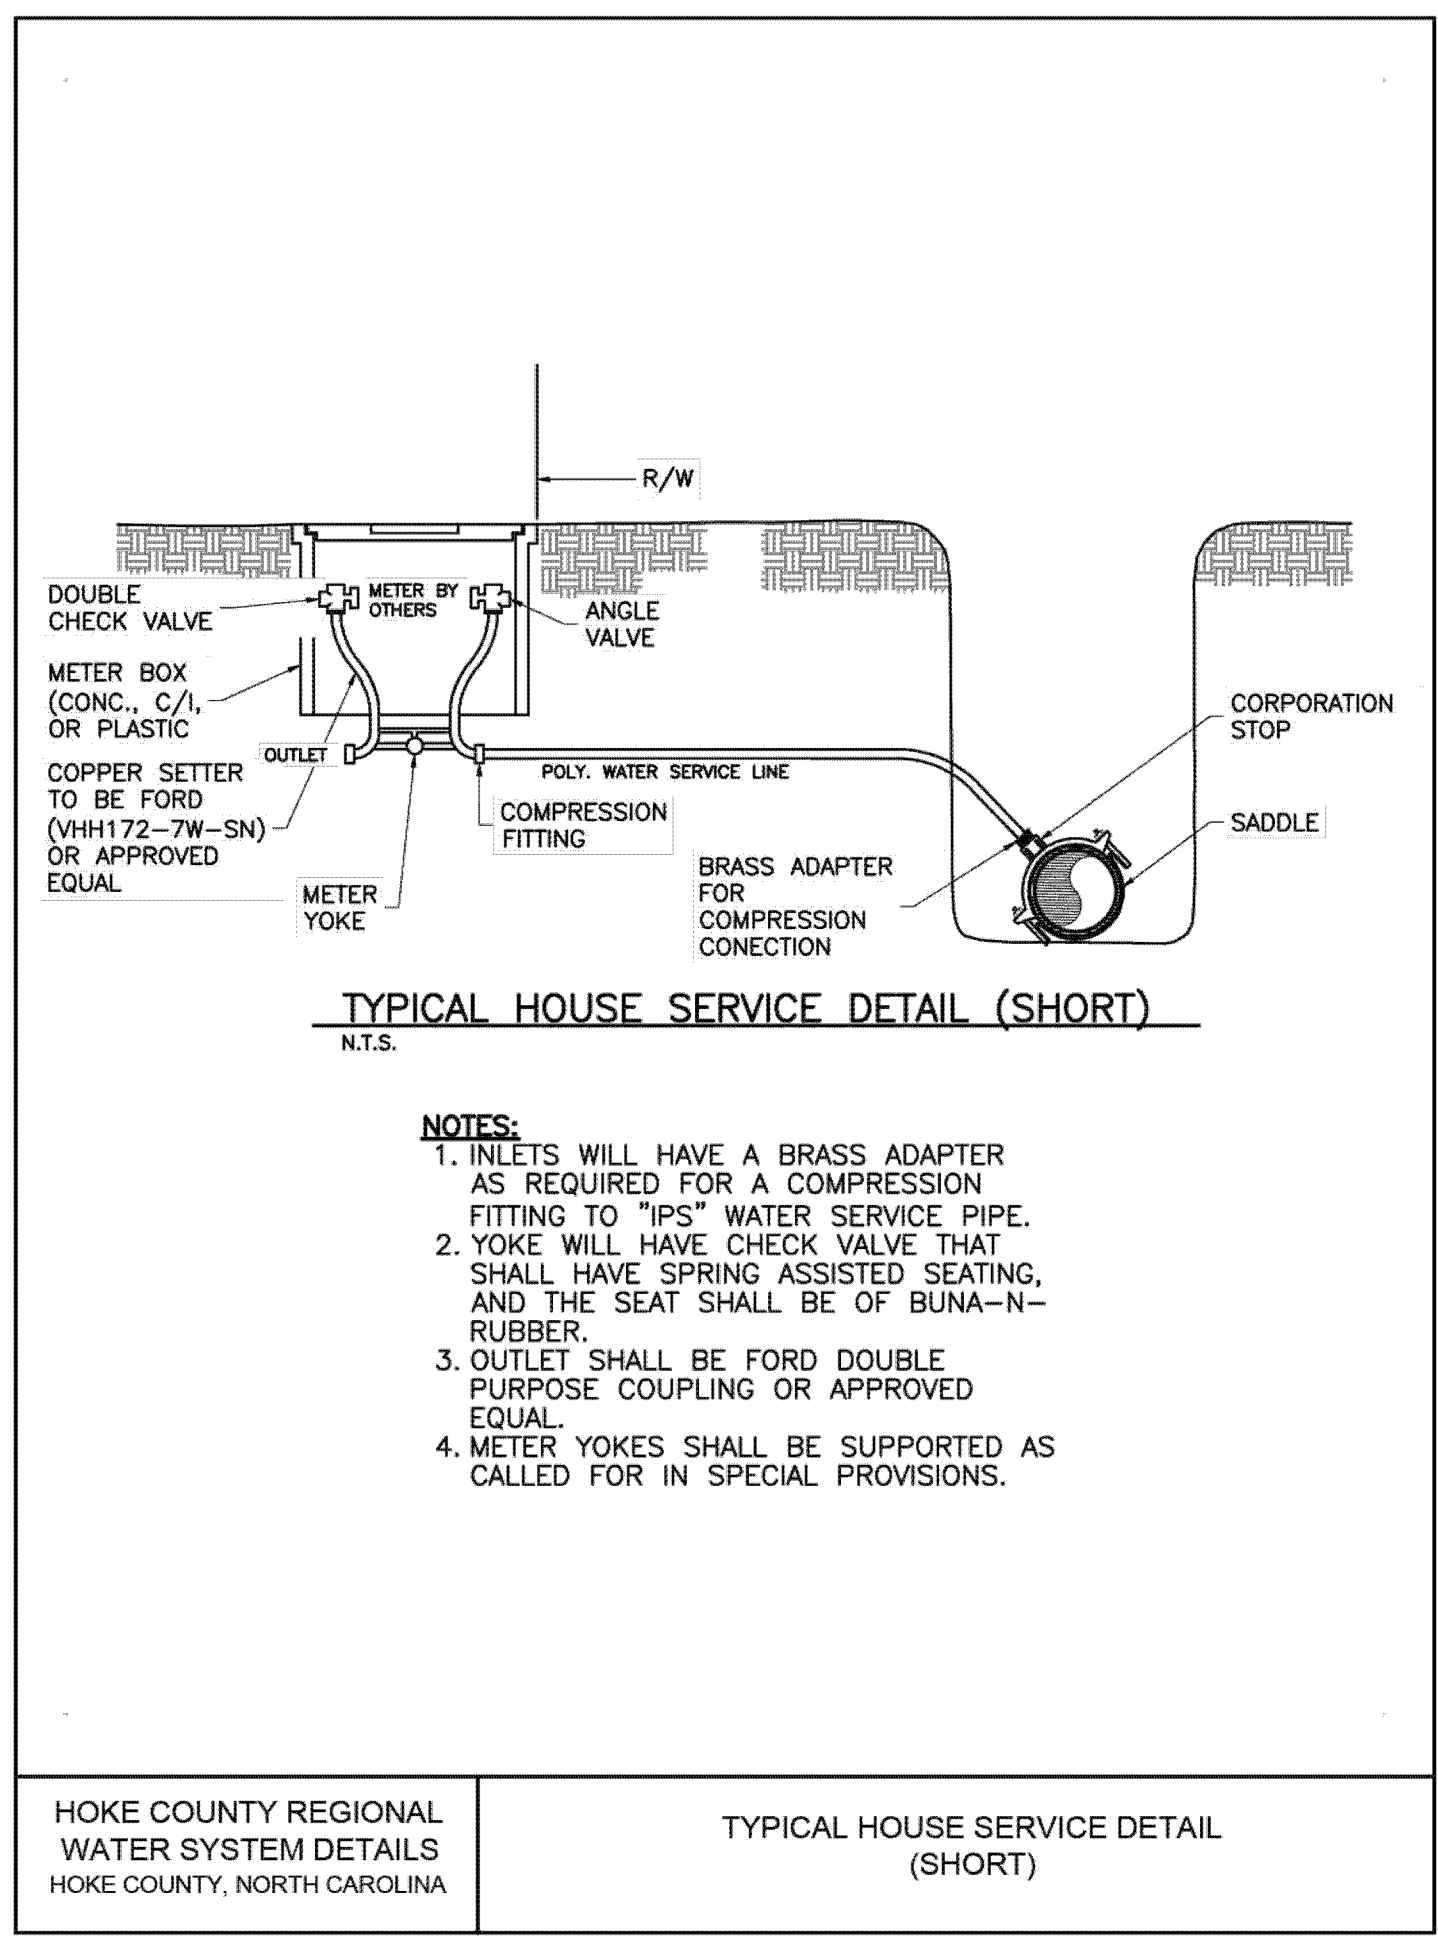 R/W
DOUBLE
CHECK VALVE
METER BY
OTHERS
ANGLE
VALVE
METER BOX
(CONC., C/I,
OR PLASTIC
OUTLET
COPPER SETTER
TO BE FORD
(VHH172-7W-SN)
OR APPROVED
EQUAL
METER
YOKE
COMPRESSION
FITTING
POLY. WATER SERVICE LINE
BRASS ADAPTER
FOR
COMPRESSION
CONECTION
CORPORATION
STOP
SADDLE
TYPICAL HOUSE SERVICE DETAIL (SHORT)
N.T.S.
NOTES:
1. INLETS WILL HAVE A BRASS ADAPTER
AS REQUIRED FOR A COMPRESSION
FITTING TO "IPS" WATER SERVICE PIPE.
2. YOKE WILL HAVE CHECK VALVE THAT
SHALL HAVE SPRING ASSISTED SEATING,
AND THE SEAT SHALL BE OF BUNA-N-
RUBBER.
3. OUTLET SHALL BE FORD DOUBLE
PURPOSE COUPLING OR APPROVED
EQUAL.
4. METER YOKES SHALL BE SUPPORTED AS
CALLED FOR IN SPECIAL PROVISIONS.
HOKE COUNTY REGIONAL
WATER SYSTEM DETAILS
HOKE COUNTY, NORTH CAROLINA
TYPICAL HOUSE SERVICE DETAIL
(SHORT)